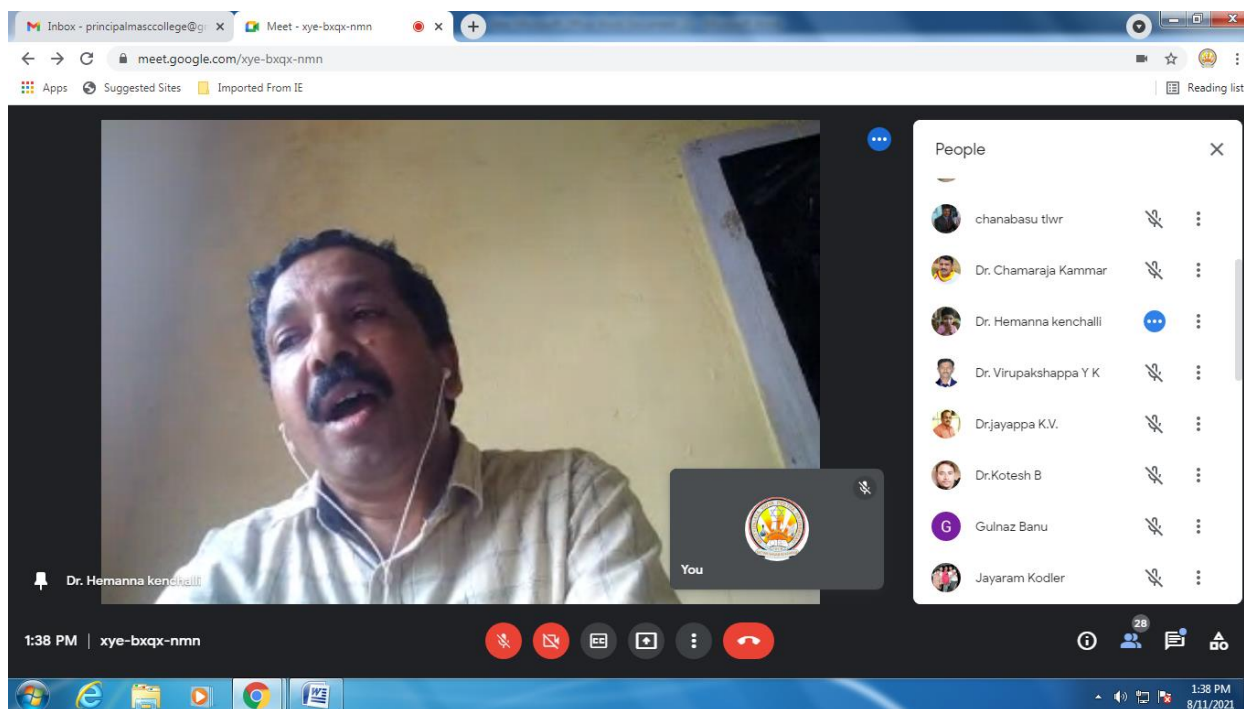 Inbox - principalmasccollege@g
Meet - xye-bxqx-nmn
meet.google.com/xye-bxqx-nmn
Apps
Suggested Sites
Imported From IE
Reading list
People
chanabasu tlwr
Dr. Chamaraja Kammar
Dr. Hemanna kenchalli
Dr. Virupakshappa Y K
Dr.jayappa K.V.
Dr.Kotesh B
G Gulnaz Banu
Jayaram Kodler
Dr. Hemanna kenchalli
You
1:38 PM | xye-bxqx-nmn
CC
28
1:38 PM
8/11/2021